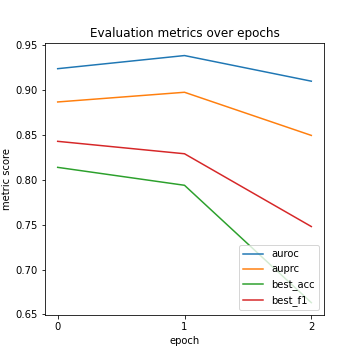 Evaluation metrics over epochs
metric score
0.95
0.90
0.85
0.80
0.75
0.70
0.65
0
1
2
epoch
auroc
auprc
best_acc
best_f1